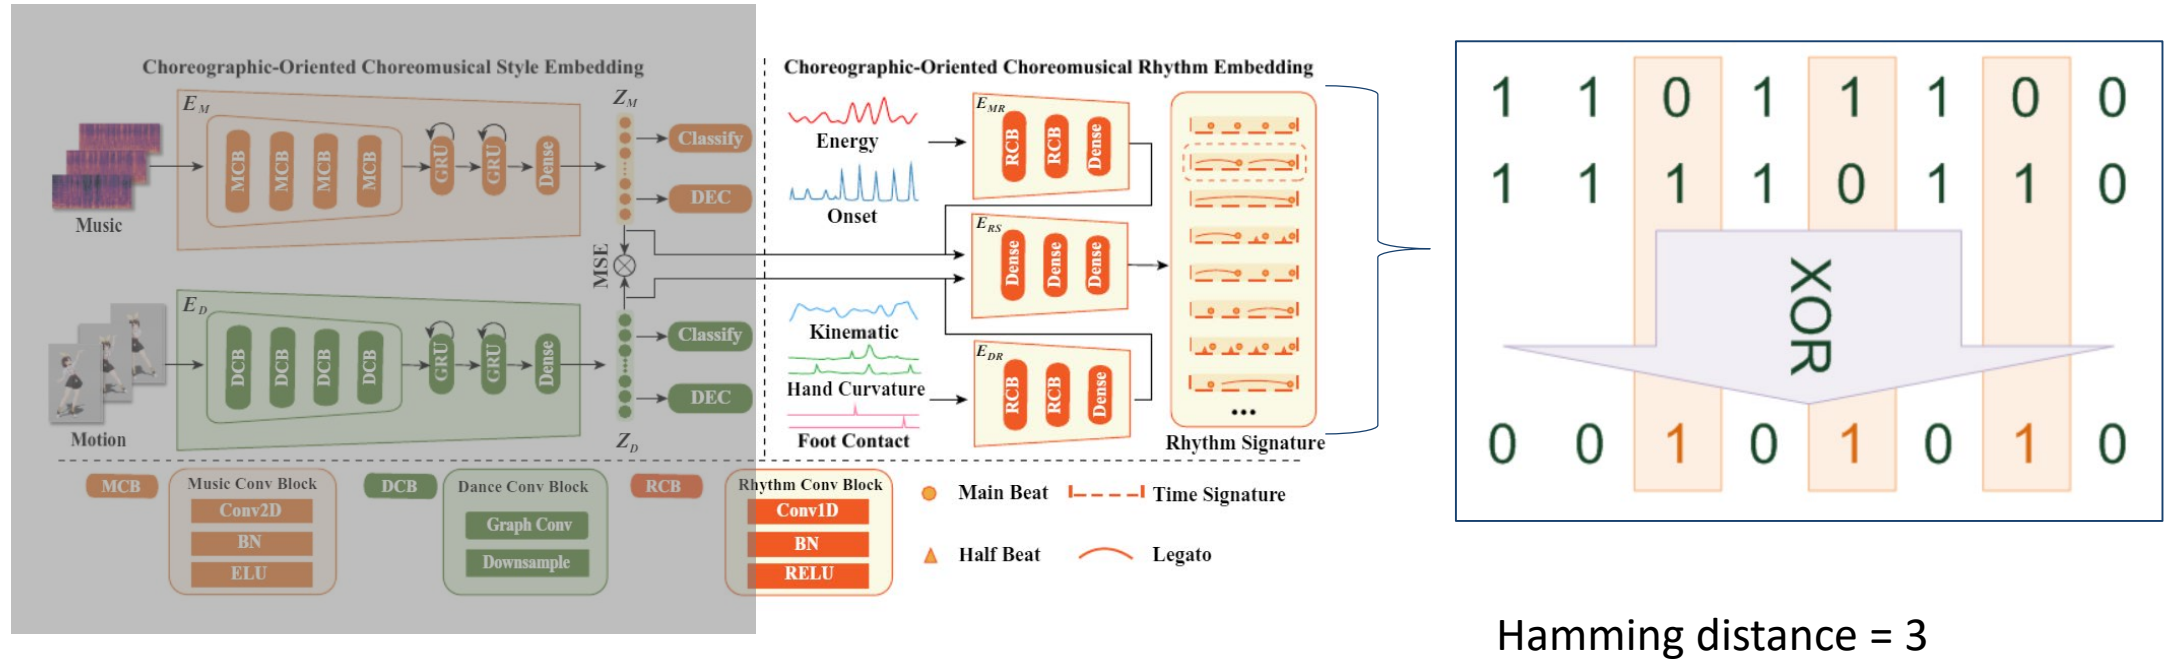 Choreographic-Oriented Choreomusical Style Embedding
E_M
MCB
MCB
MCB
MCB
GRU
GRU
Dense
Z_M
Classify
DEC
Music
MSE
E_D
DCB
DCB
DCB
DCB
GRU
GRU
Dense
Z_D
Classify
DEC
Motion
Choreographic-Oriented Choreomusical Rhythm Embedding
Energy
Onset
E_MR
RCB
RCB
Dense
E_RS
Dense
Dense
Dense
Kinematic
Hand Curvature
Foot Contact
E_DR
RCB
RCB
Dense
...
Rhythm Signature
MCB
Music Conv Block
Conv2D
BN
ELU
DCB
Dance Conv Block
Graph Conv
Downsample
RCB
Rhythm Conv Block
Conv1D
BN
RELU
Main Beat
Time Signature
Half Beat
Legato
1 1 0 1 1 1 0 0
1 1 1 1 0 1 1 0
XOR
0 0 1 0 1 0 1 0
Hamming distance = 3